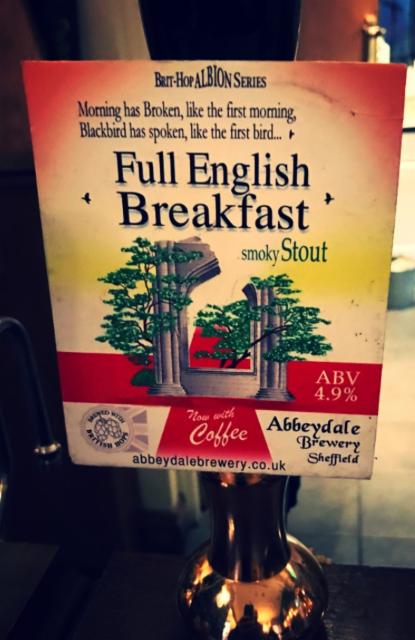 Brit-Hop ALBION Series
Morning has Broken, like the first morning,
Blackbird has spoken, like the first bird...
Full English
Breakfast
smoky Stout
ABV
4.9%
Now with
Coffee
BREWED WITH
BRITISH HOPS
Abbeydale
Brewery
Sheffield
abbeydalebrewery.co.uk